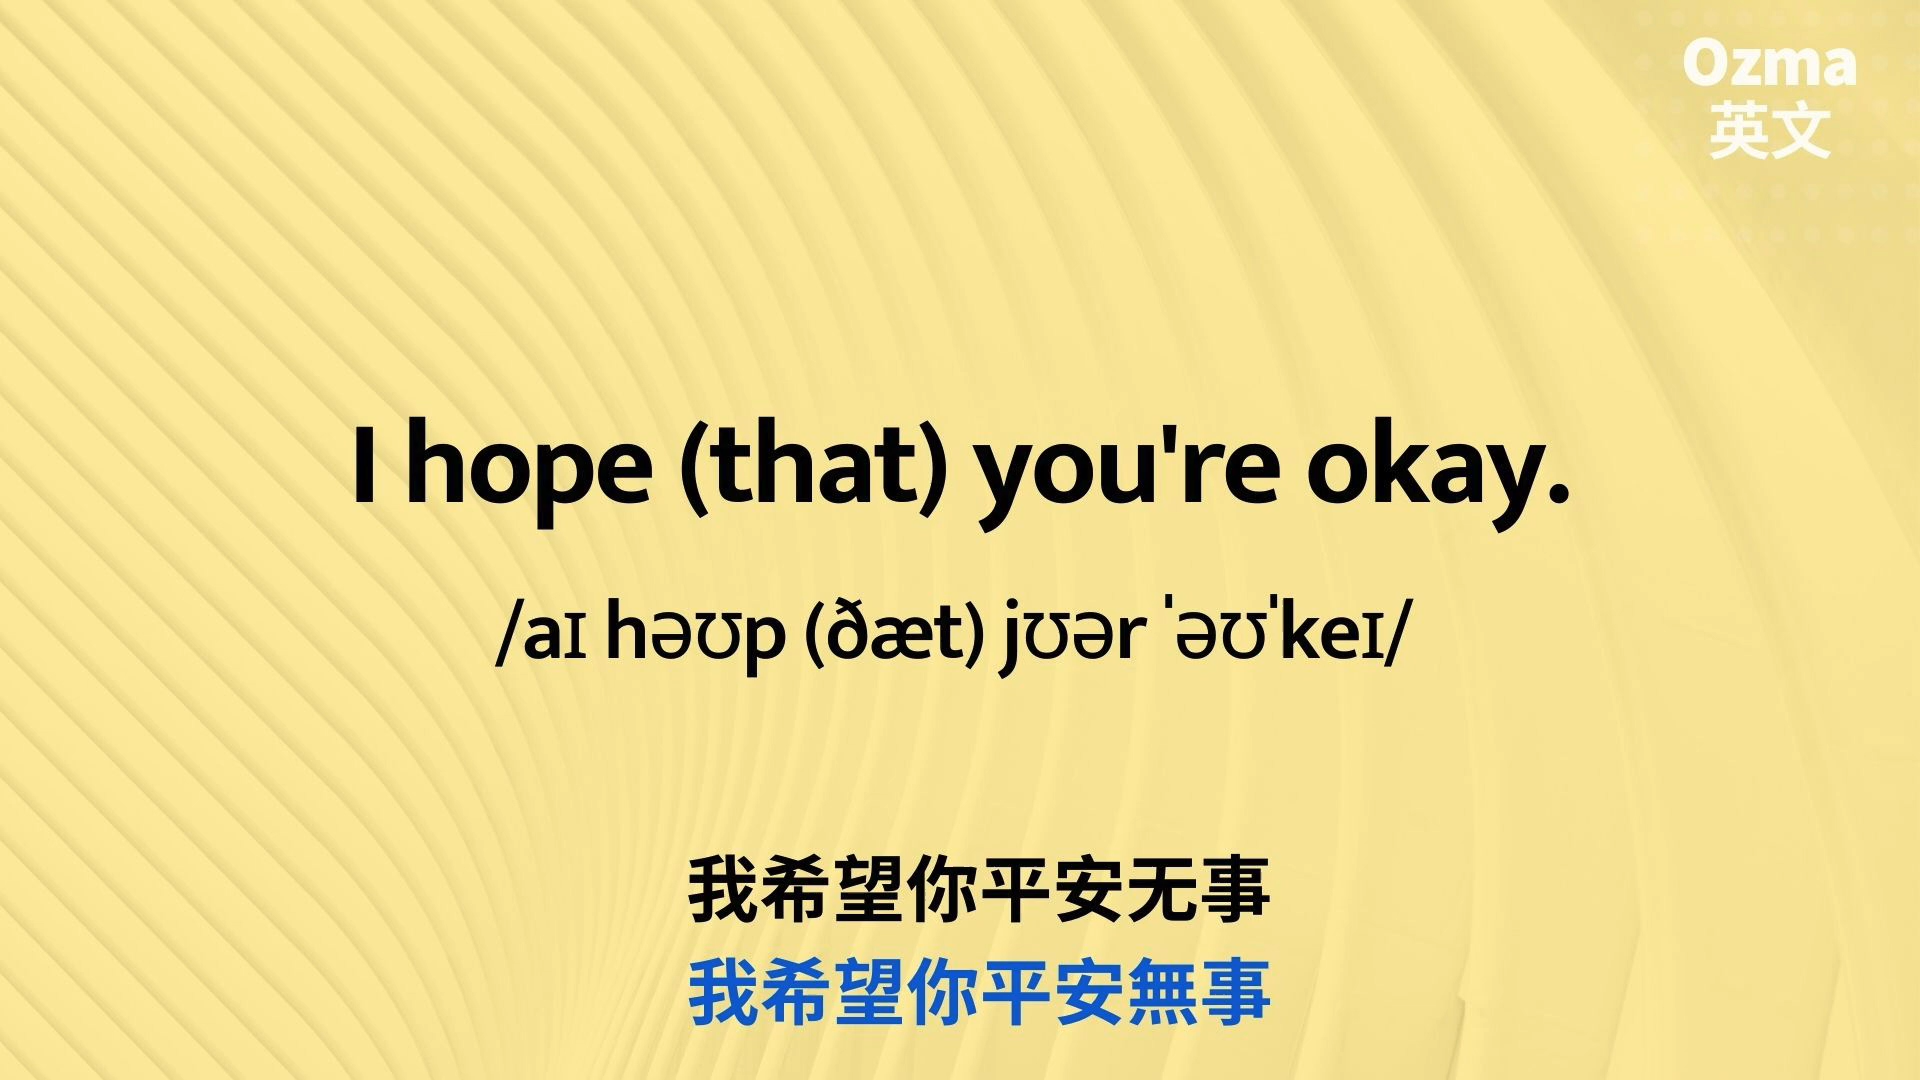 Ozma
英文
I hope (that) you're okay.
/aɪ həʊp (ðæt) jʊər ˈəʊˈkeɪ/
我希望你平安无事
我希望你平安無事